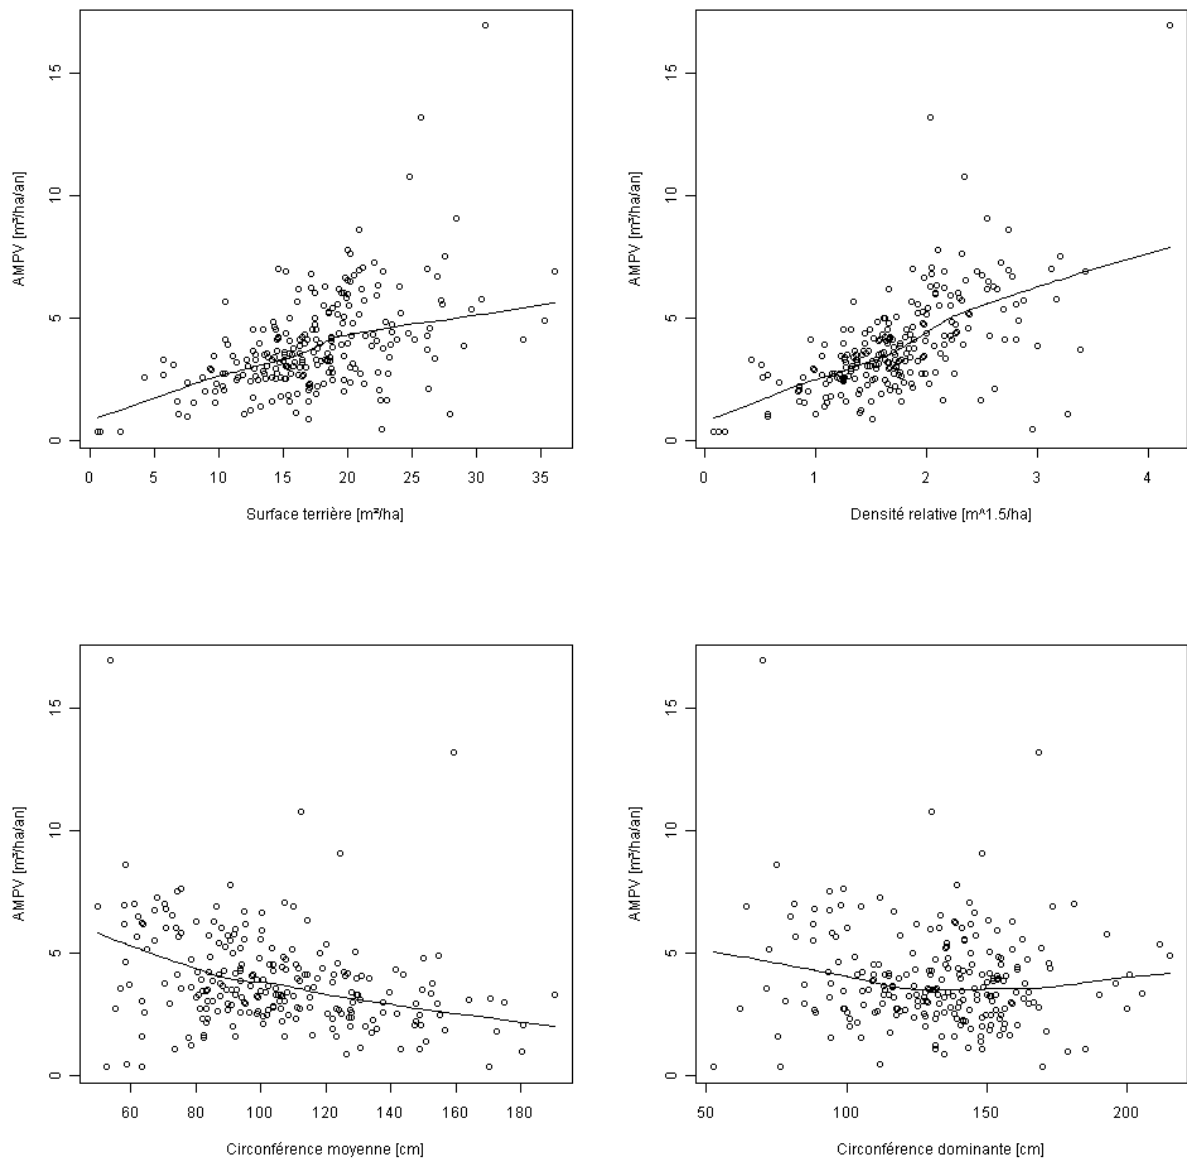 15
10
5
0
AMPV [m³/ha/an]
0 5 10 15 20 25 30 35
Surface terrière [m²/ha]
15
10
5
0
AMPV [m³/ha/an]
0 1 2 3 4
Densité relative [m^1.5/ha]
15
10
5
0
AMPV [m³/ha/an]
60 80 100 120 140 160 180
Circonférence moyenne [cm]
15
10
5
0
AMPV [m³/ha/an]
50 100 150 200
Circonférence dominante [cm]